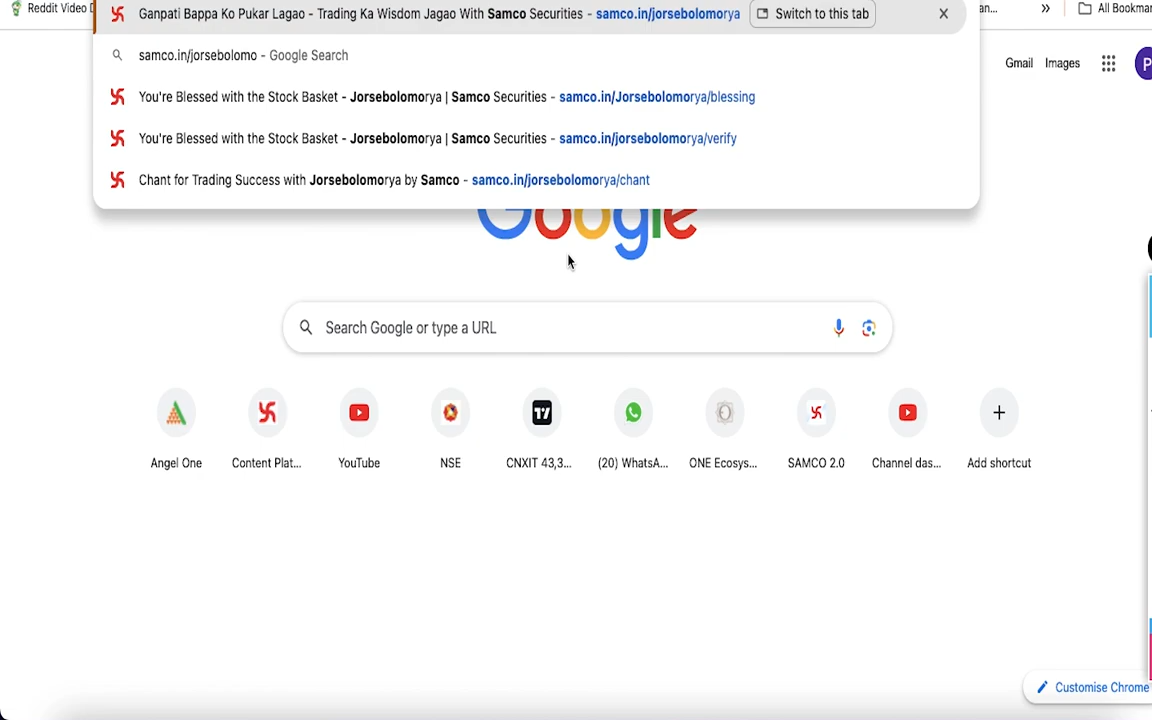 Ganpati Bappa Ko Pukar Lagao - Trading Ka Wisdom Jagao With Samco Securities - samco.in/jorsebolomorya Switch to this tab
an... » All Bookmar
Reddit Video D
samco.in/jorsebolomo - Google Search
You're Blessed with the Stock Basket - Jorsebolomorya | Samco Securities - samco.in/Jorsebolomorya/blessing
You're Blessed with the Stock Basket - Jorsebolomorya | Samco Securities - samco.in/jorsebolomorya/verify
Chant for Trading Success with Jorsebolomorya by Samco - samco.in/jorsebolomorya/chant
Gmail Images P
Google
Search Google or type a URL
Angel One Content Plat... YouTube NSE CNXIT 43,3... (20) WhatsA... ONE Ecosys... SAMCO 2.0 Channel das... Add shortcut
Customise Chrome